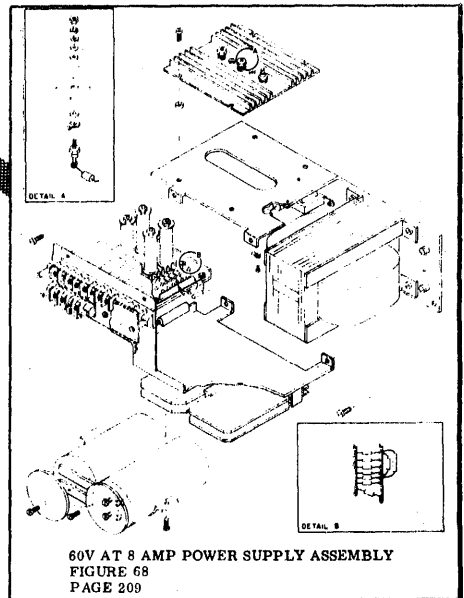 DETAIL A
DETAIL B
60V AT 8 AMP POWER SUPPLY ASSEMBLY
FIGURE 68
PAGE 209